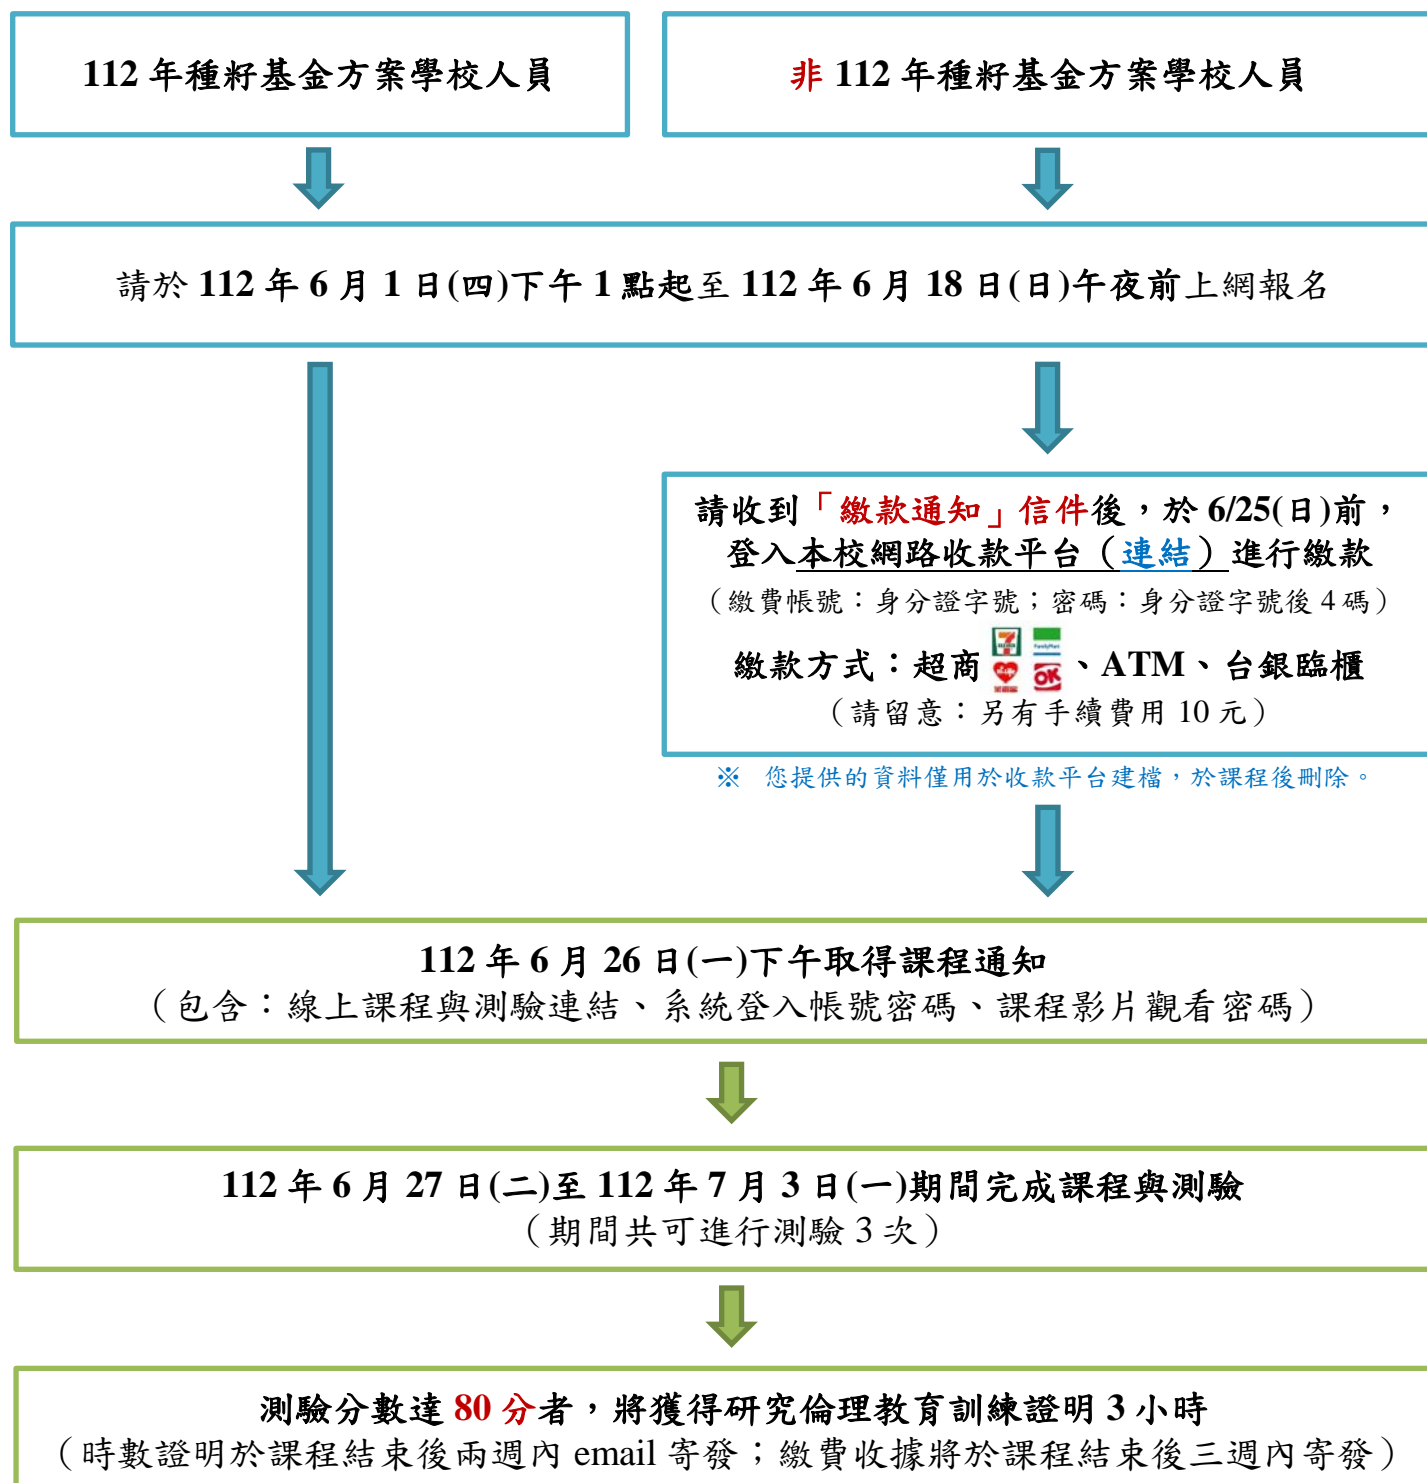 112 年種籽基金方案學校人員
非 112 年種籽基金方案學校人員
請於 112 年 6 月 1 日(四)下午 1 點起至 112 年 6 月 18 日(日)午夜前上網報名
請收到「繳款通知」信件後，於 6/25(日)前，
登入本校網路收款平台（連結）進行繳款
（繳費帳號：身分證字號；密碼：身分證字號後 4 碼）
繳款方式：超商、ATM、台銀臨櫃
（請留意：另有手續費用 10 元）
※ 您提供的資料僅用於收款平台建檔，於課程後刪除。
112 年 6 月 26 日(一)下午取得課程通知
（包含：線上課程與測驗連結、系統登入帳號密碼、課程影片觀看密碼）
112 年 6 月 27 日(二)至 112 年 7 月 3 日(一)期間完成課程與測驗
（期間共可進行測驗 3 次）
測驗分數達 80 分者，將獲得研究倫理教育訓練證明 3 小時
（時數證明於課程結束後兩週內 email 寄發；繳費收據將於課程結束後三週內寄發）